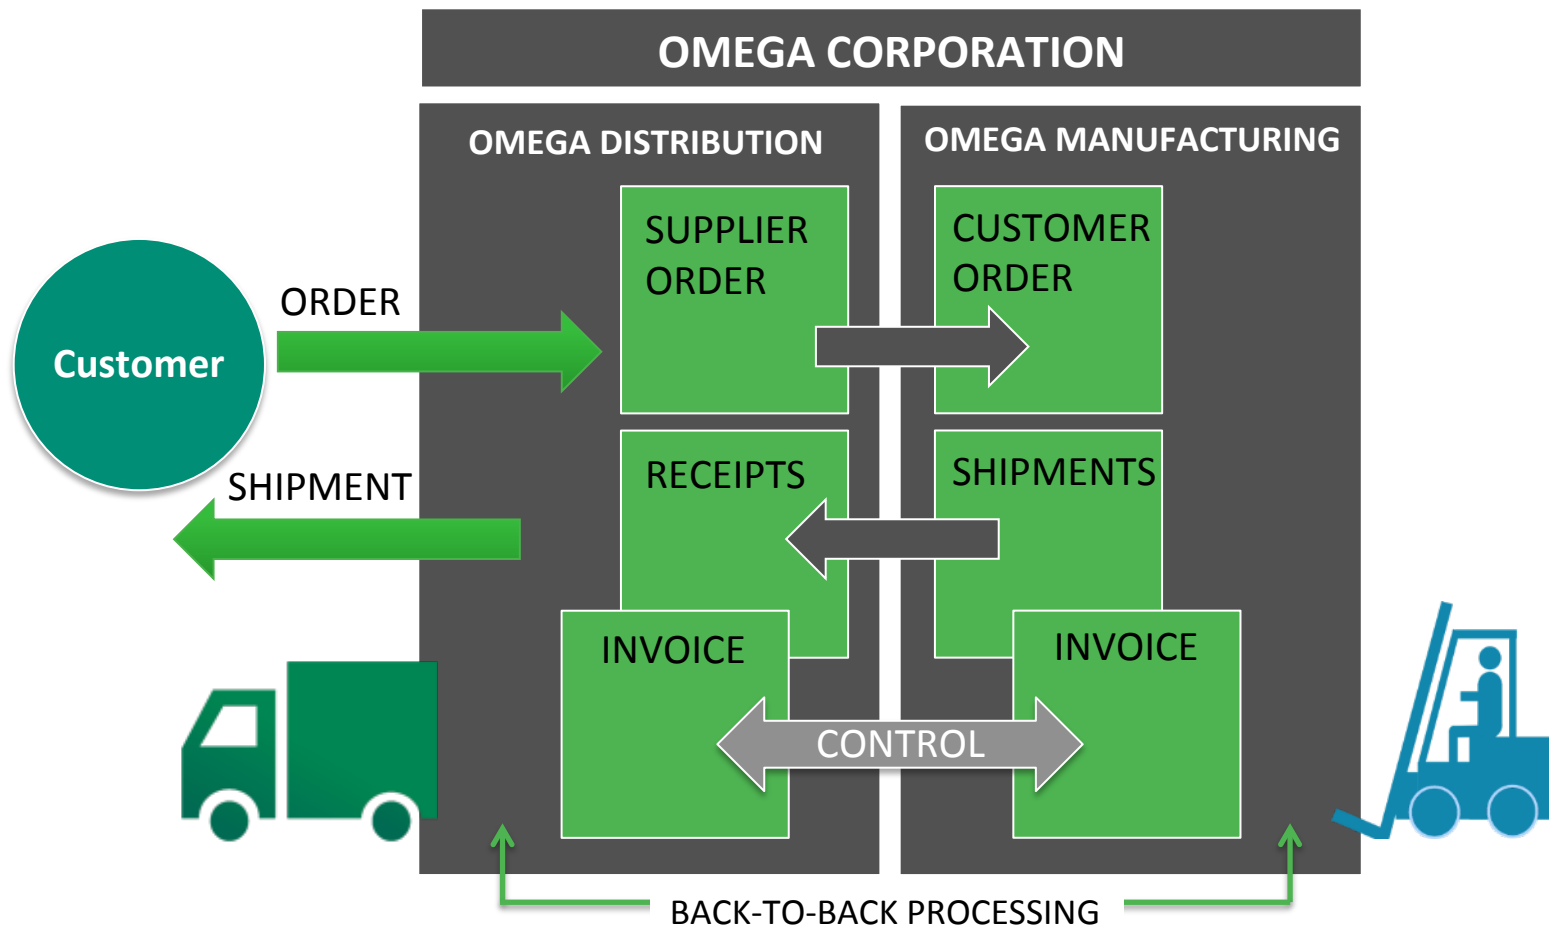 OMEGA CORPORATION
OMEGA DISTRIBUTION
OMEGA MANUFACTURING
SUPPLIER
ORDER
CUSTOMER
ORDER
ORDER
Customer
SHIPMENT
RECEIPTS
SHIPMENTS
INVOICE
INVOICE
CONTROL
BACK-TO-BACK PROCESSING